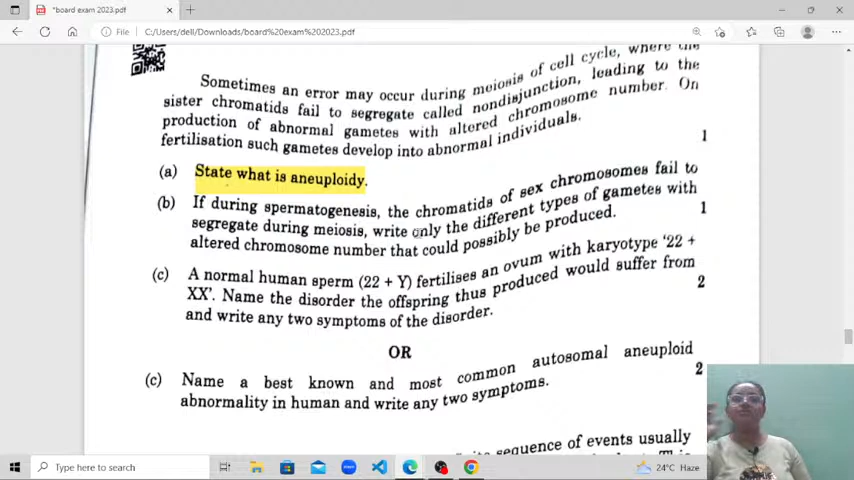 *board exam 2023.pdf
File
C:/Users/dell/Downloads/board%20exam%202023.pdf
Sometimes an error may occur during meiosis of cell cycle, where the
sister chromatids fail to segregate called nondisjunction, leading to the
production of abnormal gametes with altered chromosome number. On
fertilisation such gametes develop into abnormal individuals.
(a) State what is aneuploidy. 1
(b) If during spermatogenesis, the chromatids of sex chromosomes fail to
segregate during meiosis, write only the different types of gametes with
altered chromosome number that could possibly be produced. 1
(c) A normal human sperm (22 + Y) fertilises an ovum with karyotype '22 +
XX'. Name the disorder the offspring thus produced would suffer from
and write any two symptoms of the disorder. 2
OR
(c) Name a best known and most common autosomal aneuploid
abnormality in human and write any two symptoms. 2
sequence of events usually
Type here to search
24°C Haze